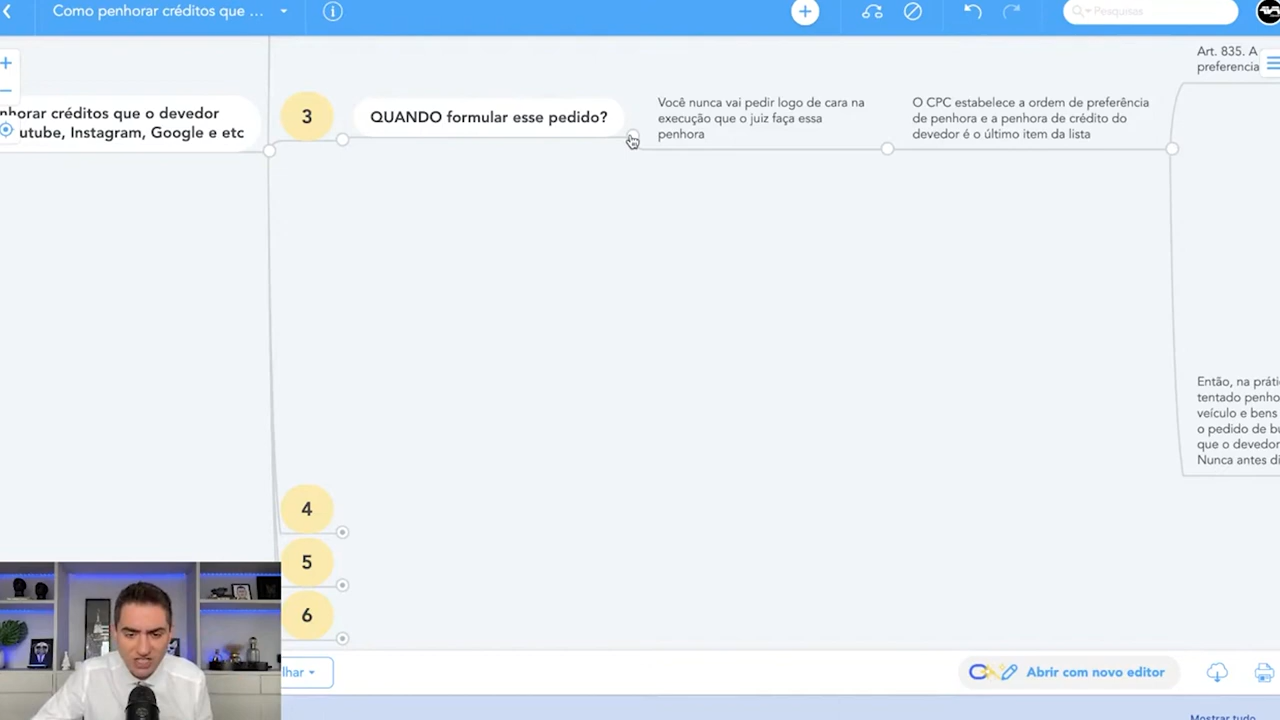 Como penhorar créditos que ...
Pesquisas
Art. 835. A
preferencia
nhorar créditos que o devedor
utube, Instagram, Google e etc
3
QUANDO formular esse pedido?
Você nunca vai pedir logo de cara na
execução que o juiz faça essa
penhora
O CPC estabelece a ordem de preferência
de penhora e a penhora de crédito do
devedor é o último item da lista
Então, na práti
tentado penho
veículo e bens
o pedido de bu
que o devedor
Nunca antes di
4
5
6
lhar
Abrir com novo editor
Mostrar tudo